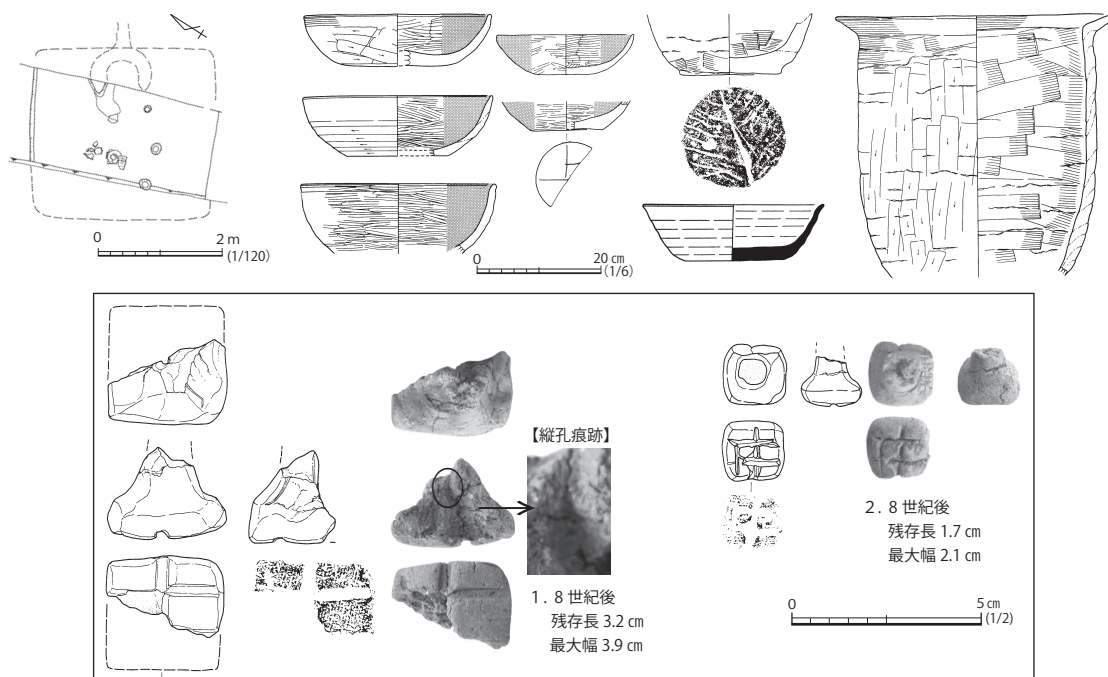 0 2 m
(1/120)
0 20 ㎝
(1/6)
【縦孔痕跡】
1．8 世紀後
残存長 3.2 ㎝
最大幅 3.9 ㎝
2．8 世紀後
残存長 1.7 ㎝
最大幅 2.1 ㎝
0 5 ㎝
(1/2)